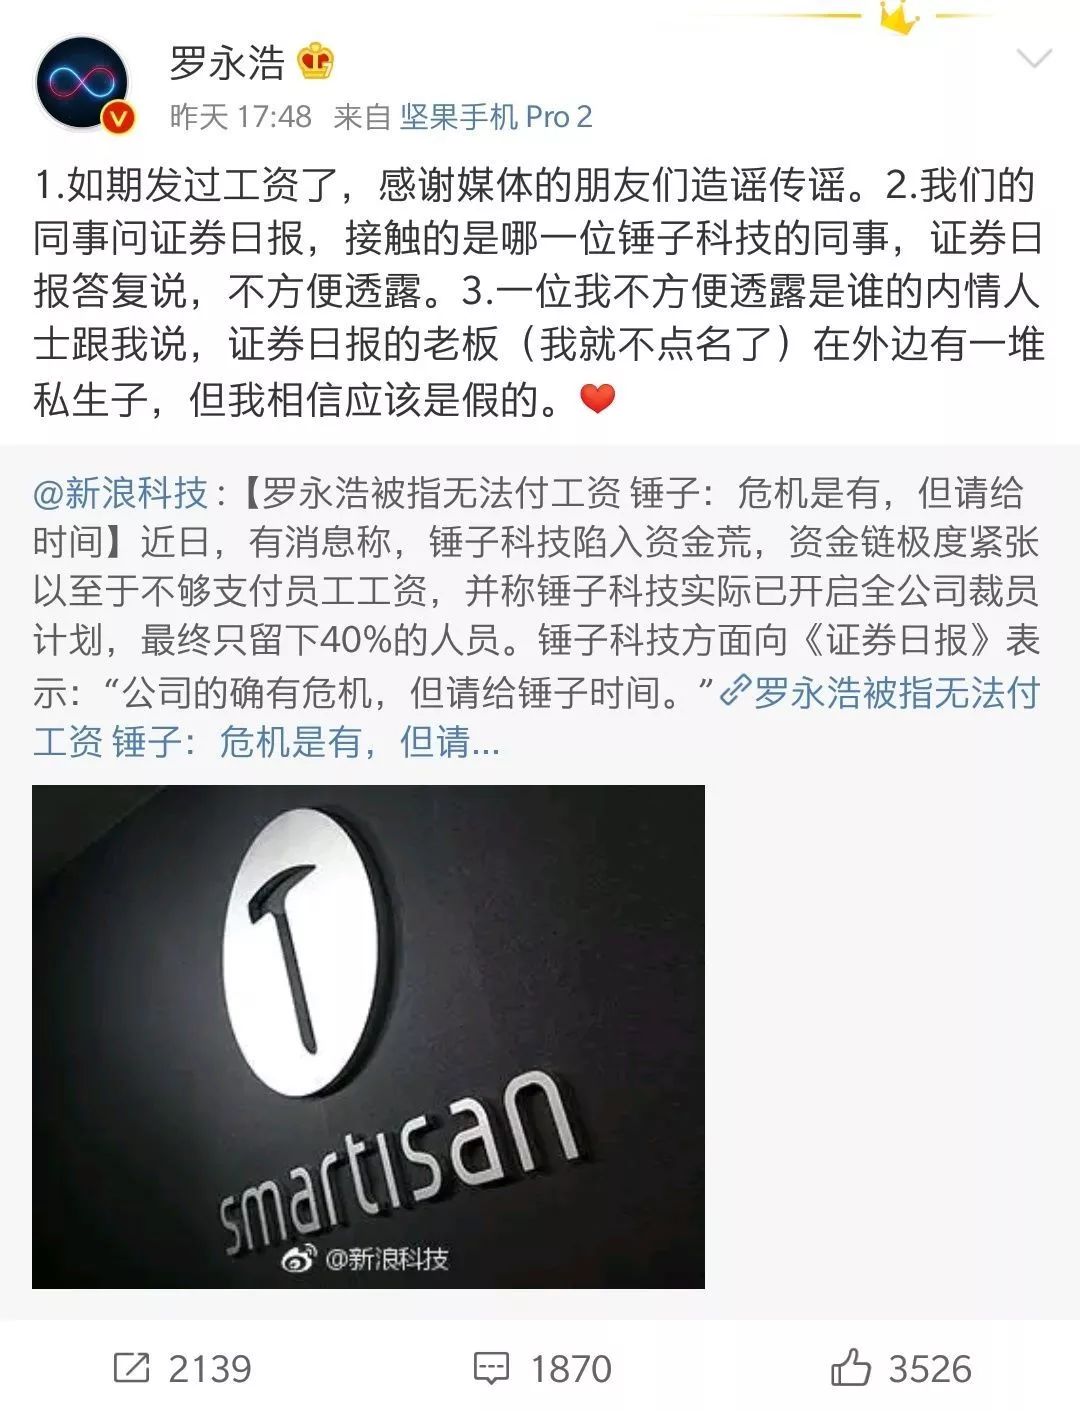 罗永浩
昨天 17:48 来自 坚果手机 Pro 2
1.如期发过工资了，感谢媒体的朋友们造谣传谣。2.我们的
同事问证券日报，接触的是哪一位锤子科技的同事，证券日
报答复说，不方便透露。3.一位我不方便透露是谁的内情人
士跟我说，证券日报的老板（我就不点名了）在外边有一堆
私生子，但我相信应该是假的。
@新浪科技：【罗永浩被指无法付工资 锤子：危机是有，但请给
时间】近日，有消息称，锤子科技陷入资金荒，资金链极度紧张
以至于不够支付员工工资，并称锤子科技实际已开启全公司裁员
计划，最终只留下40%的人员。锤子科技方面向《证券日报》表
示：“公司的确有危机，但请给锤子时间。”罗永浩被指无法付
工资 锤子：危机是有，但请...
smartisan
@新浪科技
2139 1870 3526